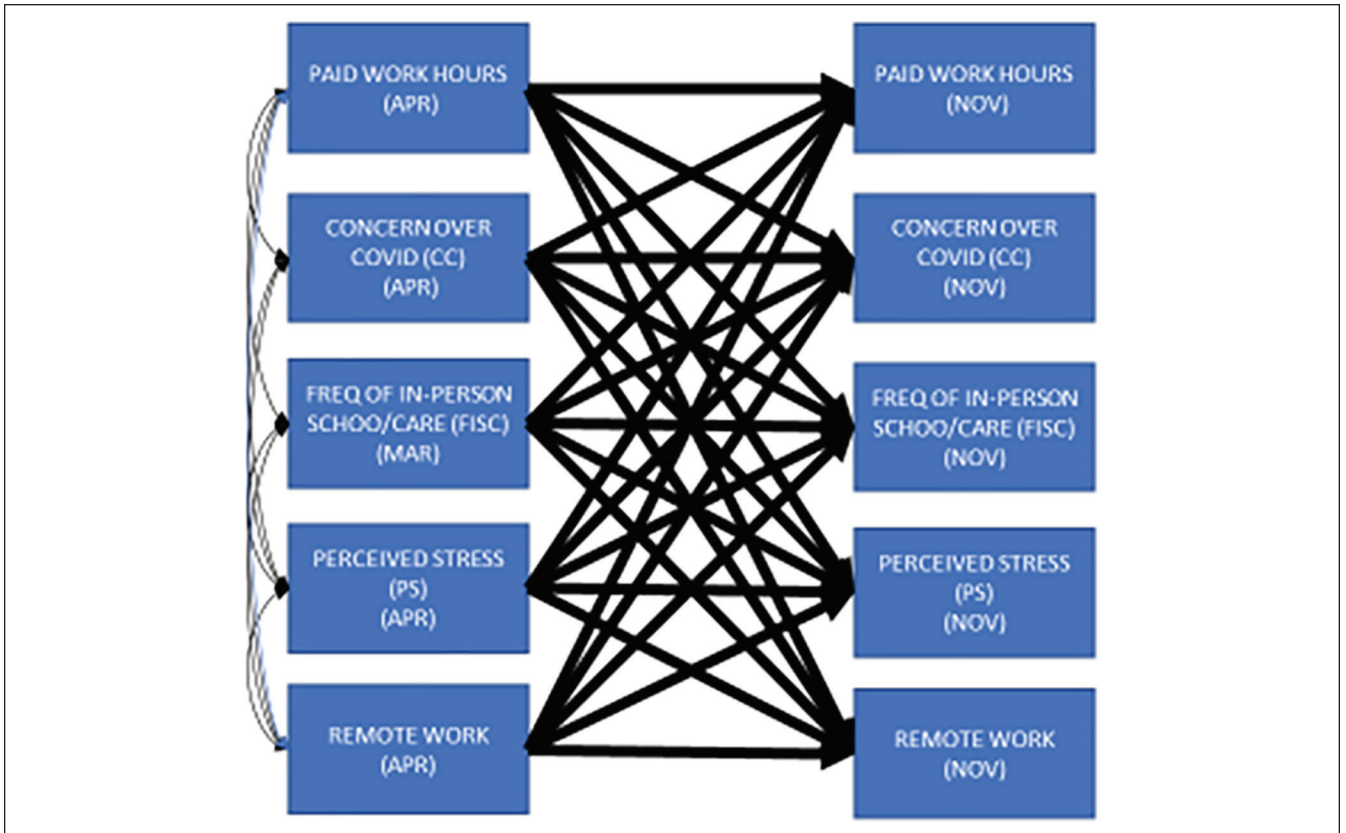 PAID WORK HOURS
(APR)
CONCERN OVER
COVID (CC)
(APR)
FREQ OF IN-PERSON
SCHOO/CARE (FISC)
(MAR)
PERCEIVED STRESS
(PS)
(APR)
REMOTE WORK
(APR)
PAID WORK HOURS
(NOV)
CONCERN OVER
COVID (CC)
(NOV)
FREQ OF IN-PERSON
SCHOO/CARE (FISC)
(NOV)
PERCEIVED STRESS
(PS)
(NOV)
REMOTE WORK
(NOV)